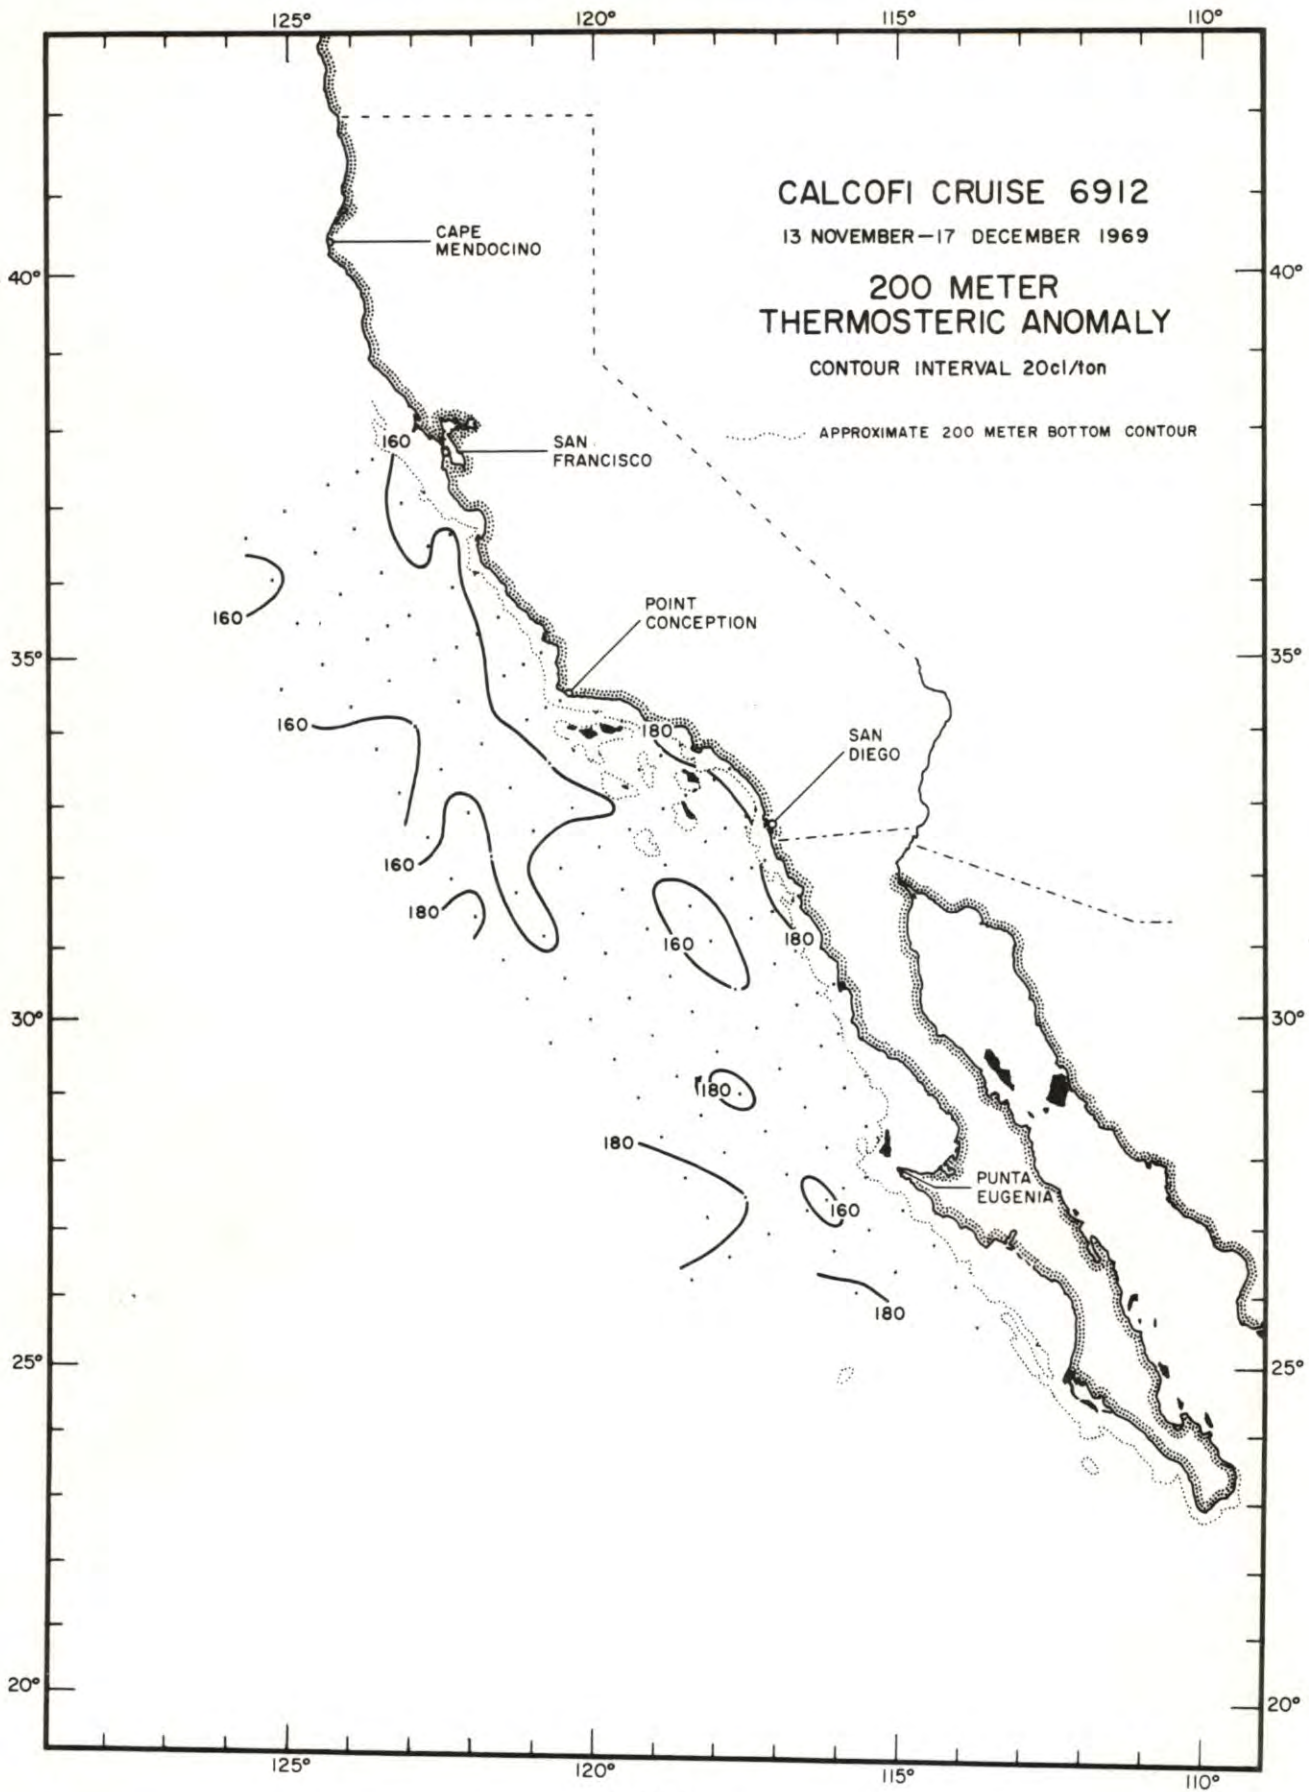 125° 120° 115° 110°
CALCOFI CRUISE 6912
13 NOVEMBER–17 DECEMBER 1969
CAPE
MENDOCINO
40° 40°
200 METER
THERMOSTERIC ANOMALY
CONTOUR INTERVAL 20cl/ton
APPROXIMATE 200 METER BOTTOM CONTOUR
160
SAN
FRANCISCO
160
POINT
CONCEPTION
35° 35°
160
180
SAN
DIEGO
160
180
160
180
30° 30°
180
180
PUNTA
EUGENIA
160
180
25° 25°
20° 20°
125° 120° 115° 110°